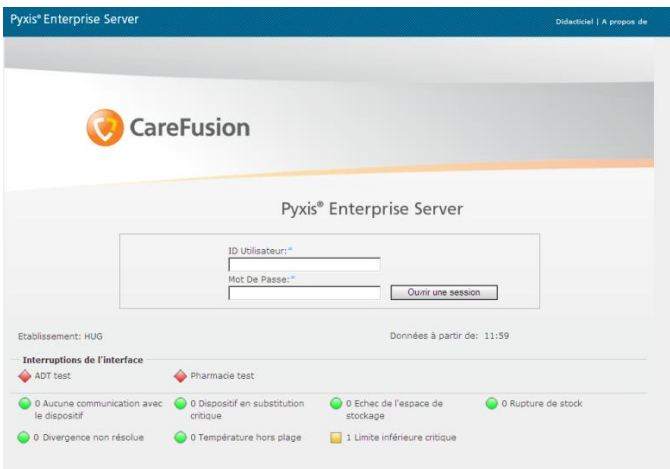 Pyxis® Enterprise Server
Didacticiel | A propos de
CareFusion
Pyxis® Enterprise Server
ID Utilisateur:*
Mot De Passe:*
Ouvrir une session
Etablissement: HUG
Données à partir de: 11:59
Interruptions de l'interface
ADT test
Pharmacie test
0 Aucune communication avec
le dispositif
0 Dispositif en substitution
critique
0 Echec de l'espace de
stockage
0 Rupture de stock
0 Divergence non résolue
0 Température hors plage
1 Limite inférieure critique